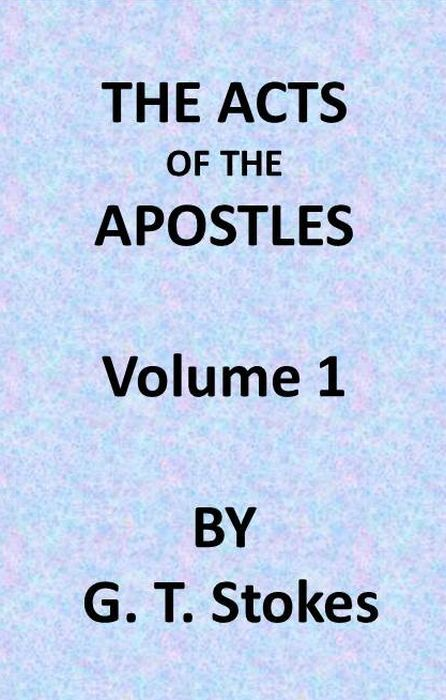 THE ACTS
OF THE
APOSTLES
Volume 1
BY
G. T. Stokes